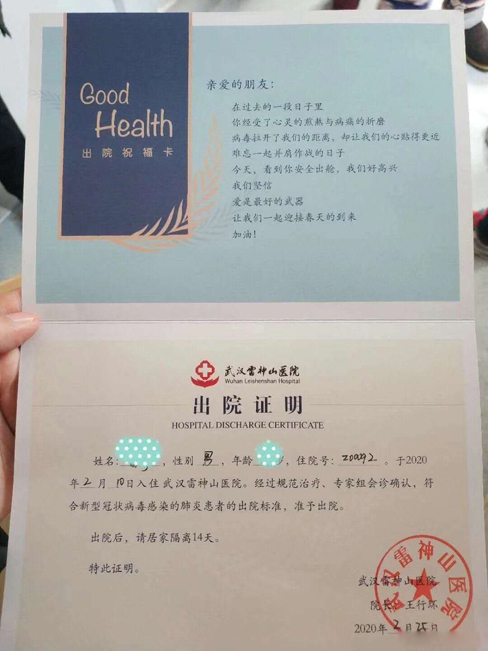 Good
Health
出院祝福卡
亲爱的朋友：
在过去的一段日子里
你经受了心灵的煎熬与病痛的折磨
病毒拉开了我们的距离，却让我们的心贴得更近
难忘一起并肩作战的日子
今天，看到你安全出舱，我们好高兴
我们坚信
爱是最好的武器
让我们一起迎接春天的到来
加油！
武汉雷神山医院
Wuhan Leishenshan Hospital
出院证明
HOSPITAL DISCHARGE CERTIFICATE
姓名： ，性别 男 ，年龄 ，住院号： 。于2020
年 2 月 10 日入住武汉雷神山医院。经过规范治疗、专家组会诊确认，符
合新型冠状病毒感染的肺炎患者的出院标准，准予出院。
出院后，请居家隔离14天。
特此证明。
武汉雷神山医院
院长 王行环
2020年 2 月 25 日
武汉雷神山医院